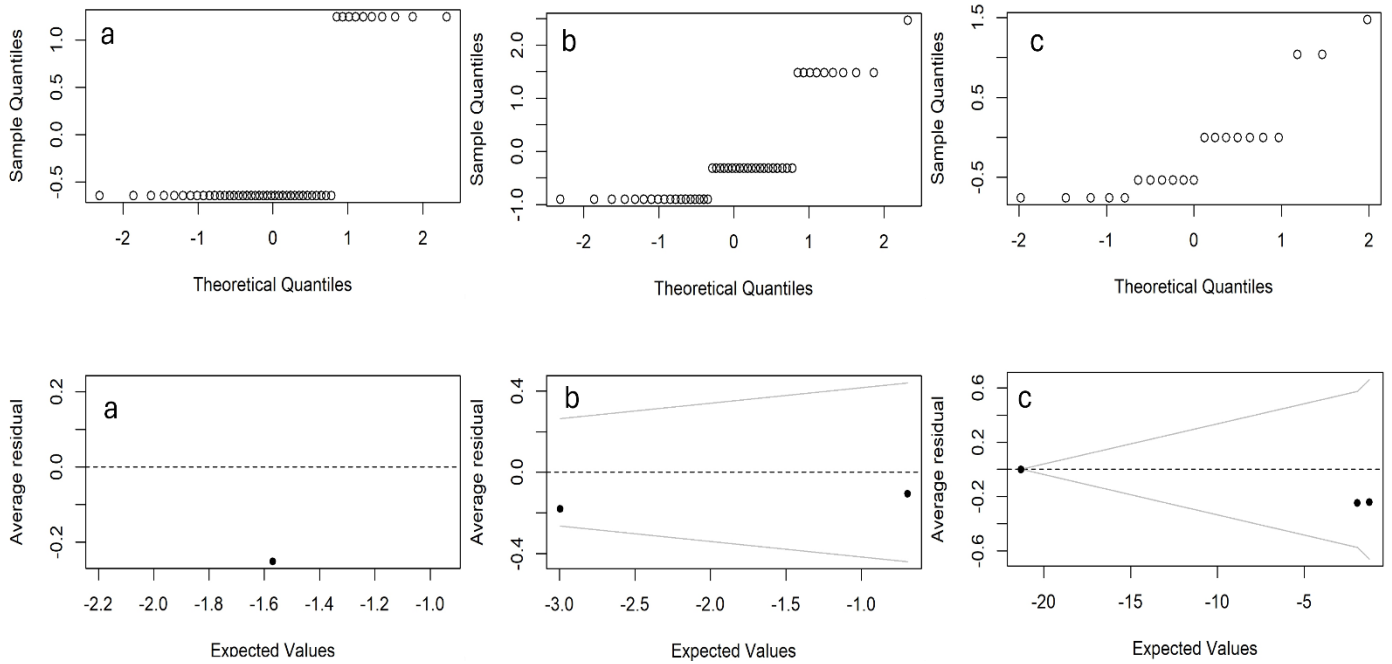 a
Sample Quantiles
1.0
0.5
0.0
-0.5
-2 -1 0 1 2
Theoretical Quantiles
b
Sample Quantiles
2.0
1.0
0.0
-1.0
-2 -1 0 1 2
Theoretical Quantiles
c
Sample Quantiles
1.5
0.5
-0.5
-2 -1 0 1 2
Theoretical Quantiles
a
Average residual
0.2
0.0
-0.2
-2.2 -2.0 -1.8 -1.6 -1.4 -1.2 -1.0
Expected Values
b
Average residual
0.4
0.0
-0.4
-3.0 -2.5 -2.0 -1.5 -1.0
Expected Values
c
Average residual
0.6
0.2
-0.2
-0.6
-20 -15 -10 -5
Expected Values